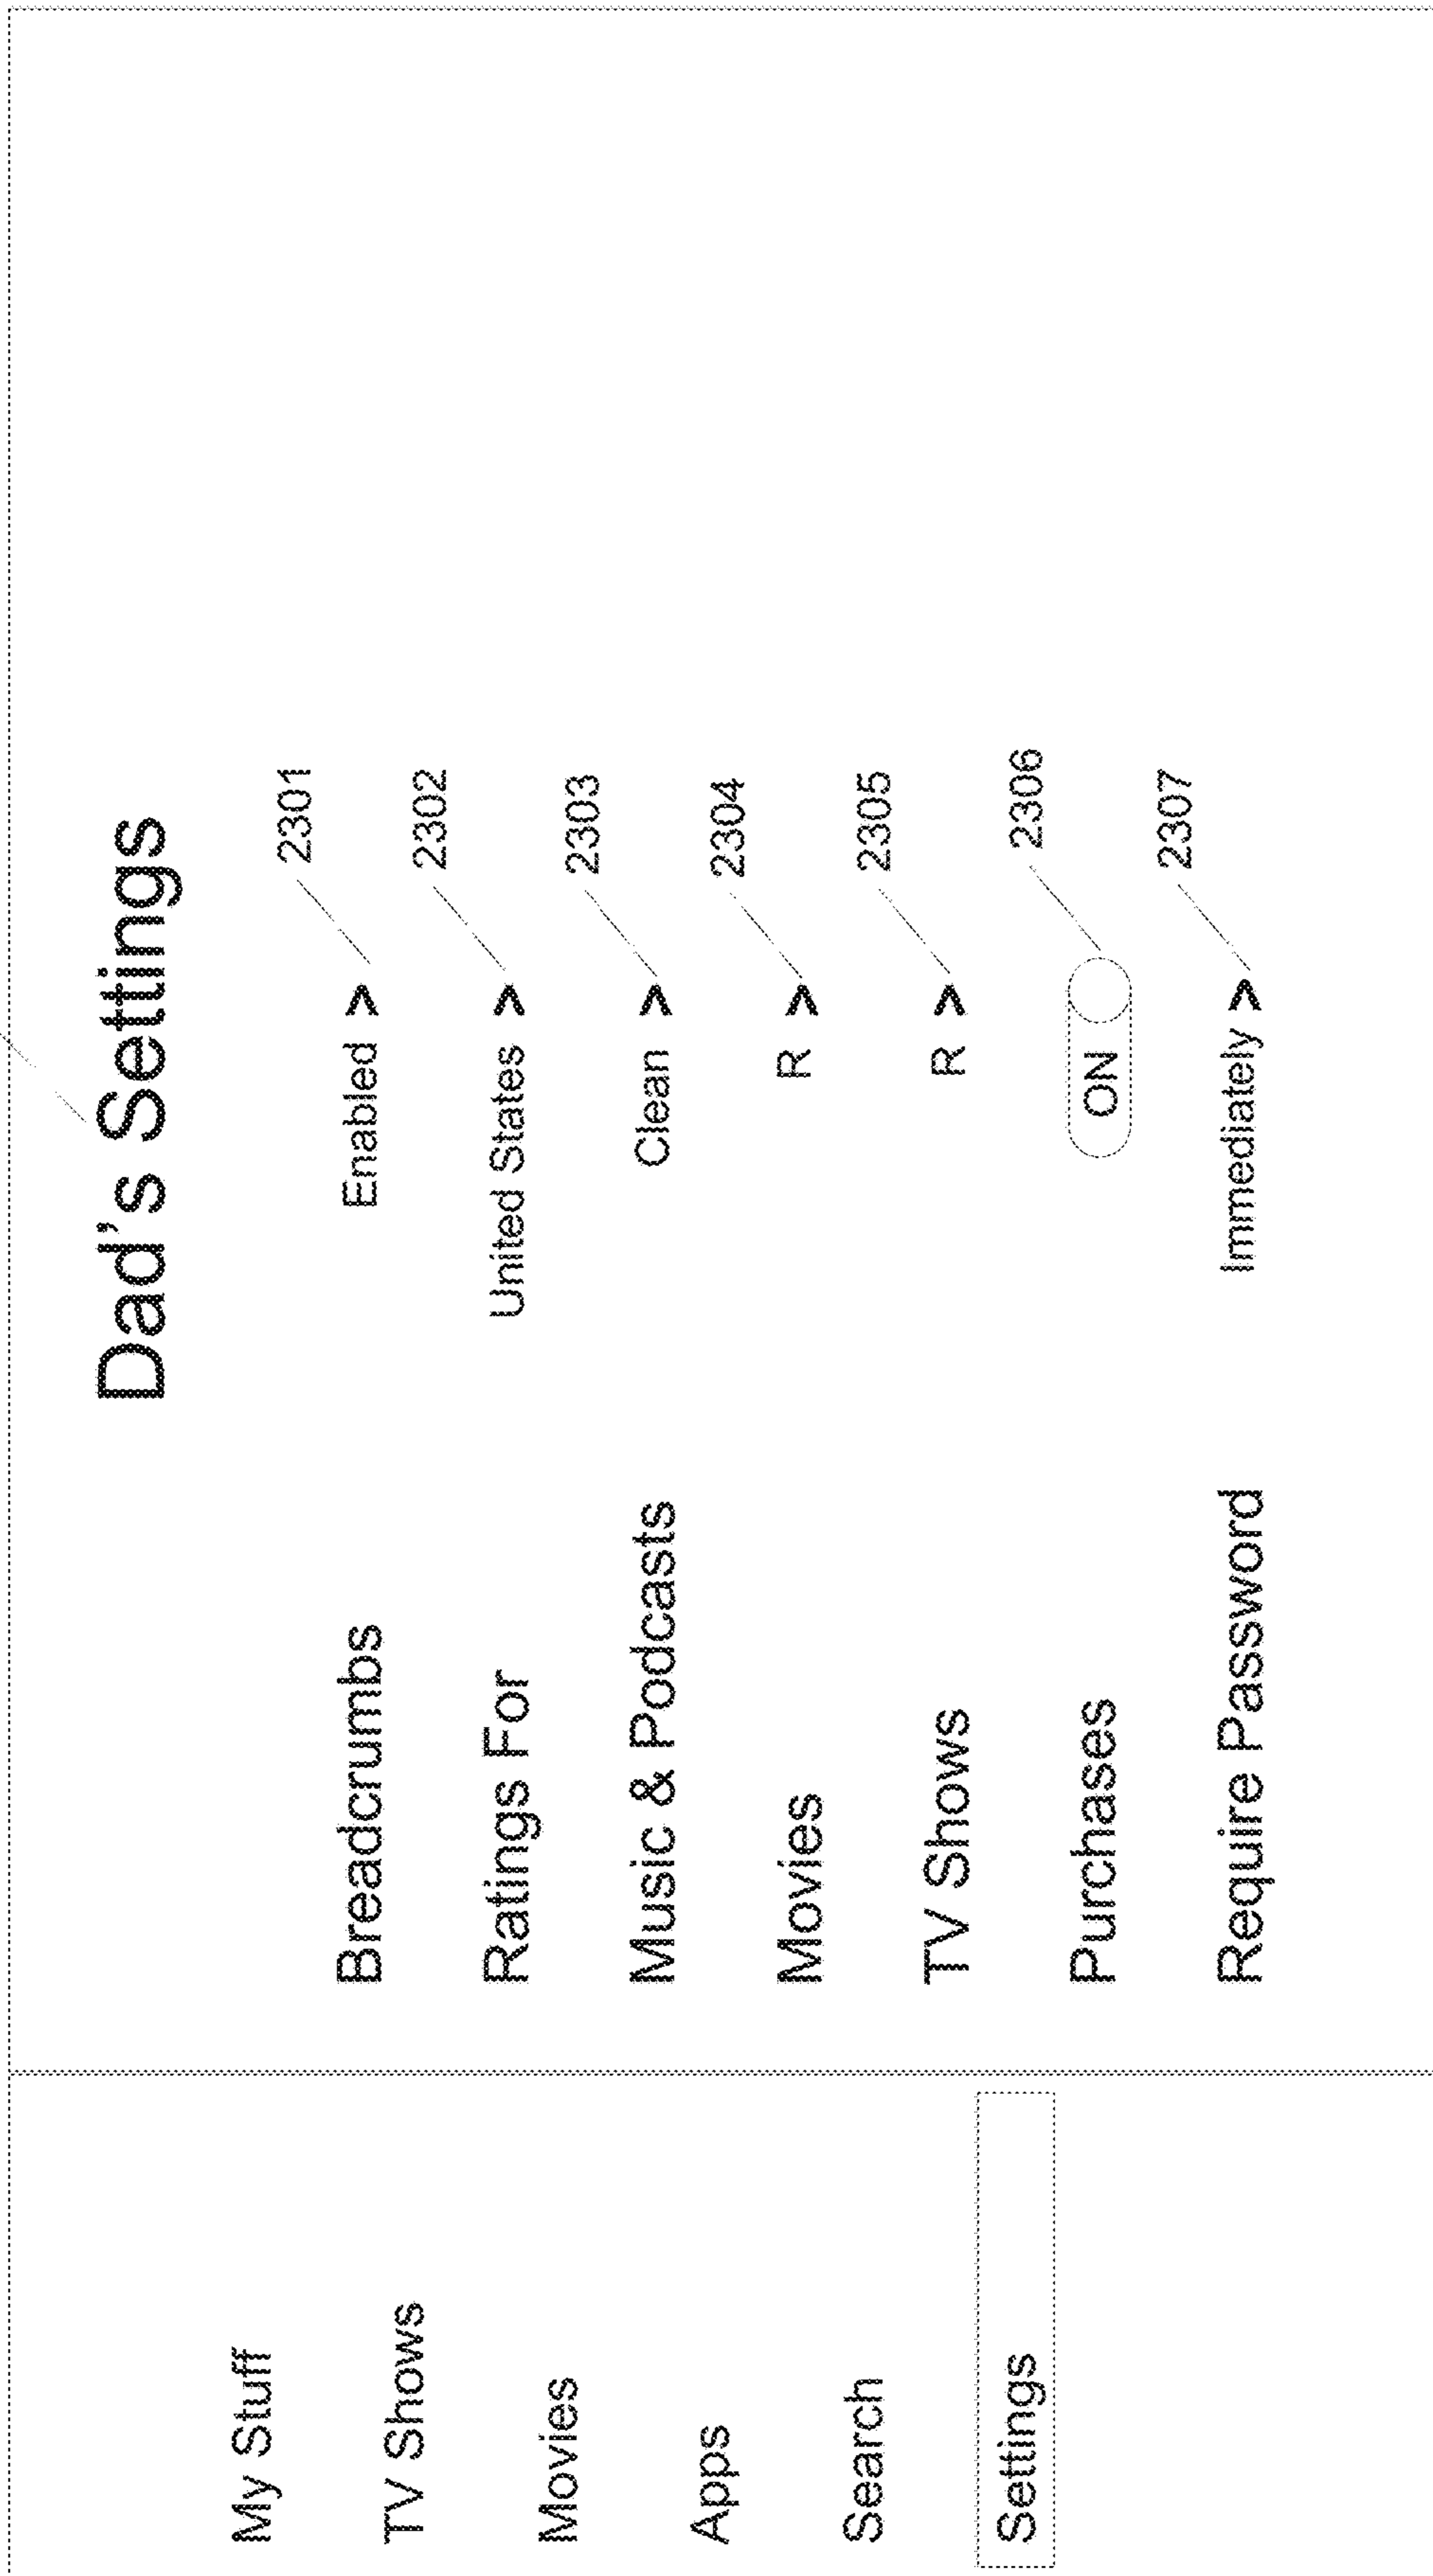 Dad's Settings
My Stuff
TV Shows
Movies
Apps
Search
Settings
Breadcrumbs Enabled > 2301
Ratings For United States > 2302
Music & Podcasts Clean > 2303
Movies R > 2304
TV Shows R > 2305
Purchases ON 2306
Require Password Immediately > 2307